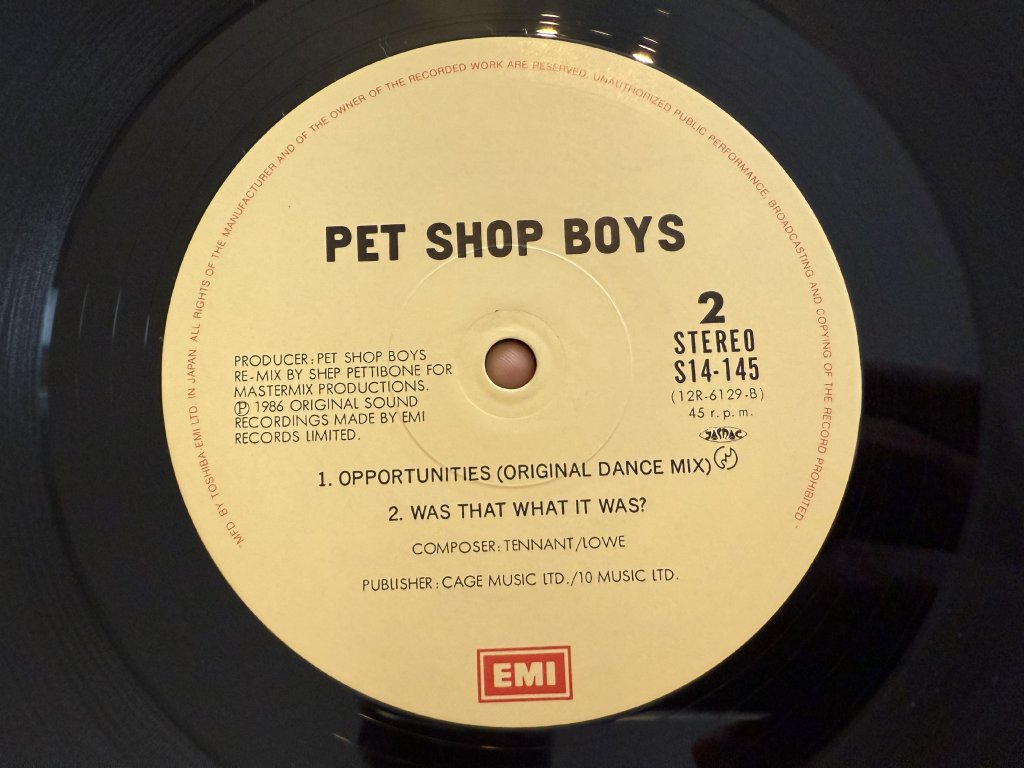 "MFD BY TOSHIBA-EMI LTD. IN JAPAN ALL RIGHTS OF THE MANUFACTURER AND OF THE OWNER OF THE RECORDED WORK ARE RESERVED. UNAUTHORIZED PUBLIC PERFORMANCE, BROADCASTING AND COPYING OF THE RECORD PROHIBITED."
PET SHOP BOYS
2
STEREO
S14-145
(12R-6129-B)
45 r.p.m.
JASRAC
PRODUCER: PET SHOP BOYS
RE-MIX BY SHEP PETTIBONE FOR
MASTERMIX PRODUCTIONS.
Ⓟ 1986 ORIGINAL SOUND
RECORDINGS MADE BY EMI
RECORDS LIMITED.
1. OPPORTUNITIES (ORIGINAL DANCE MIX)
2. WAS THAT WHAT IT WAS?
COMPOSER: TENNANT/LOWE
PUBLISHER: CAGE MUSIC LTD./10 MUSIC LTD.
EMI